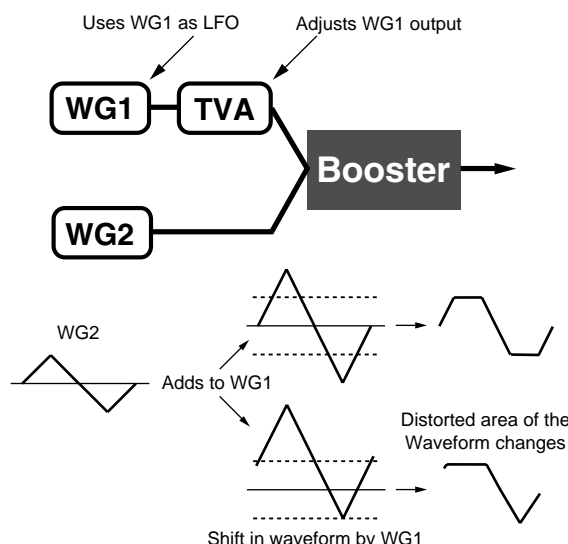 Uses WG1 as LFO
Adjusts WG1 output
WG1
TVA
Booster
WG2
WG2
Adds to WG1
Distorted area of the
Waveform changes
Shift in waveform by WG1